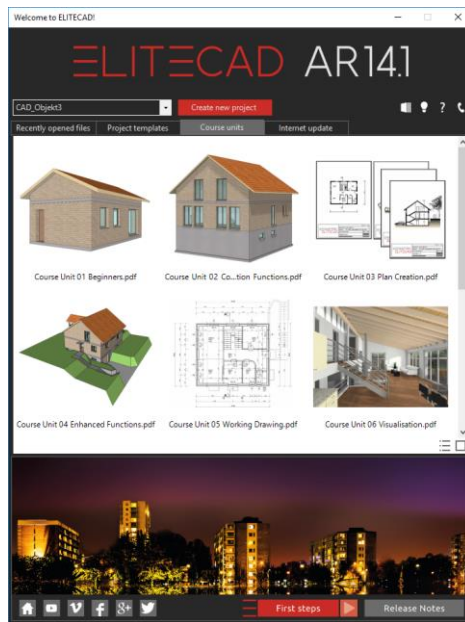 Welcome to ELITECAD!
ELITECAD AR14.1
CAD_Objekt3
Create new project
Recently opened files
Project templates
Course units
Internet update
Course Unit 01 Beginners.pdf
Course Unit 02 Co...tion Functions.pdf
Course Unit 03 Plan Creation.pdf
Course Unit 04 Enhanced Functions.pdf
Course Unit 05 Working Drawing.pdf
Course Unit 06 Visualisation.pdf
First steps
Release Notes